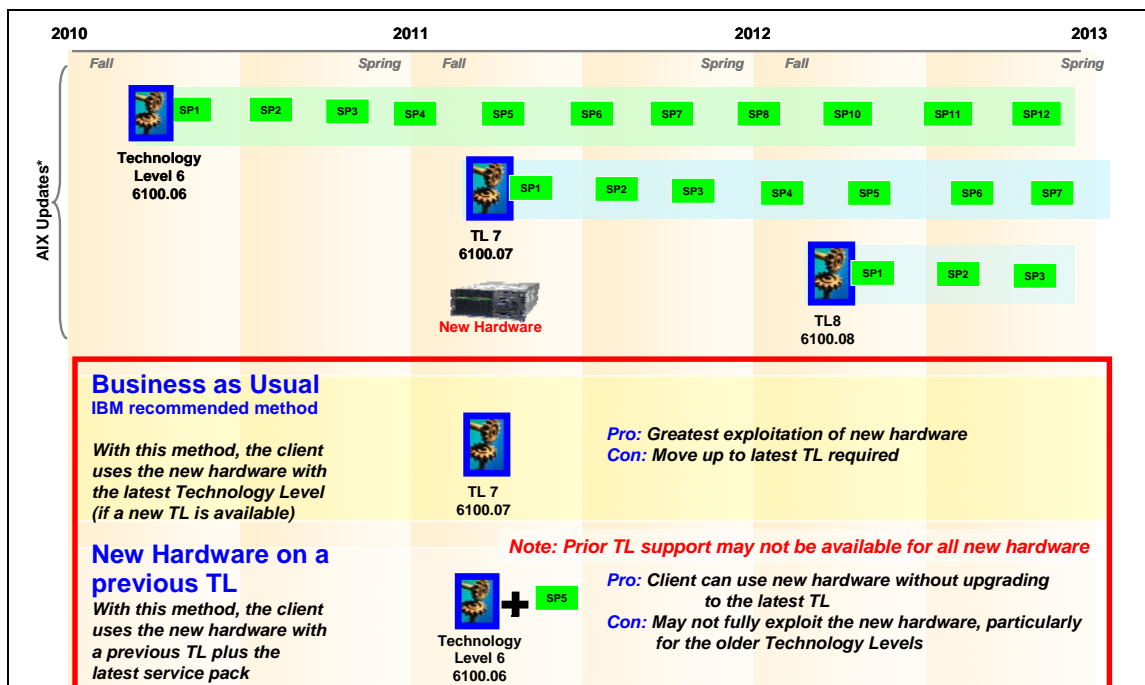 2010 2011 2012 2013
Fall Spring Fall Spring Fall Spring
AIX Updates*
SP1 SP2 SP3 SP4 SP5 SP6 SP7 SP8 SP10 SP11 SP12
Technology
Level 6
6100.06
SP1 SP2 SP3 SP4 SP5 SP6 SP7
TL 7
6100.07
SP1 SP2 SP3
TL8
6100.08
New Hardware
Business as Usual
IBM recommended method
With this method, the client
uses the new hardware with
the latest Technology Level
(if a new TL is available)
TL 7
6100.07
Pro: Greatest exploitation of new hardware
Con: Move up to latest TL required
New Hardware on a
previous TL
With this method, the client
uses the new hardware with
a previous TL plus the
latest service pack
Note: Prior TL support may not be available for all new hardware
+ SP5
Technology
Level 6
6100.06
Pro: Client can use new hardware without upgrading
to the latest TL
Con: May not fully exploit the new hardware, particularly
for the older Technology Levels